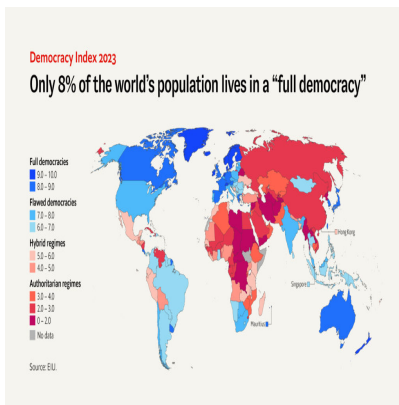 Democracy Index 2023
Only 8% of the world's population lives in a "full democracy"
Full democracies
9.0 – 10.0
8.0 – 9.0
Flawed democracies
7.0 – 8.0
6.0 – 7.0
Hybrid regimes
5.0 – 6.0
4.0 – 5.0
Authoritarian regimes
3.0 – 4.0
2.0 – 3.0
0 – 2.0
No data
Hong Kong
Singapore
Mauritius
Source: EIU.